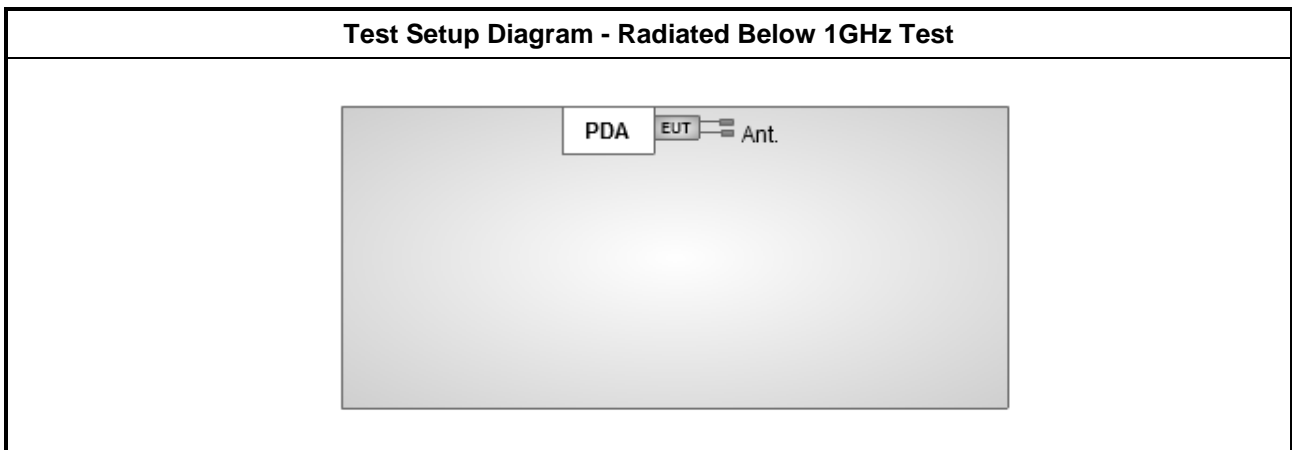 Test Setup Diagram - Radiated Below 1GHz Test
PDA EUT Ant.